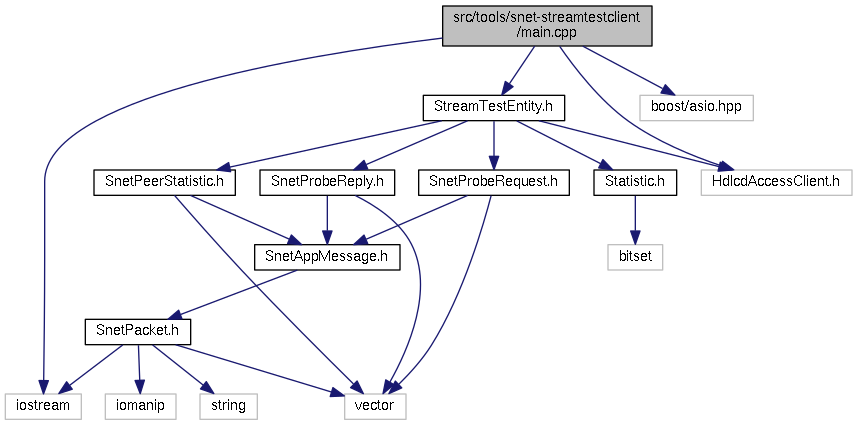 src/tools/snet-streamtestclient
/main.cpp
StreamTestEntity.h
boost/asio.hpp
SnetPeerStatistic.h
SnetProbeReply.h
SnetProbeRequest.h
Statistic.h
HdlcdAccessClient.h
SnetAppMessage.h
bitset
SnetPacket.h
iostream
iomanip
string
vector